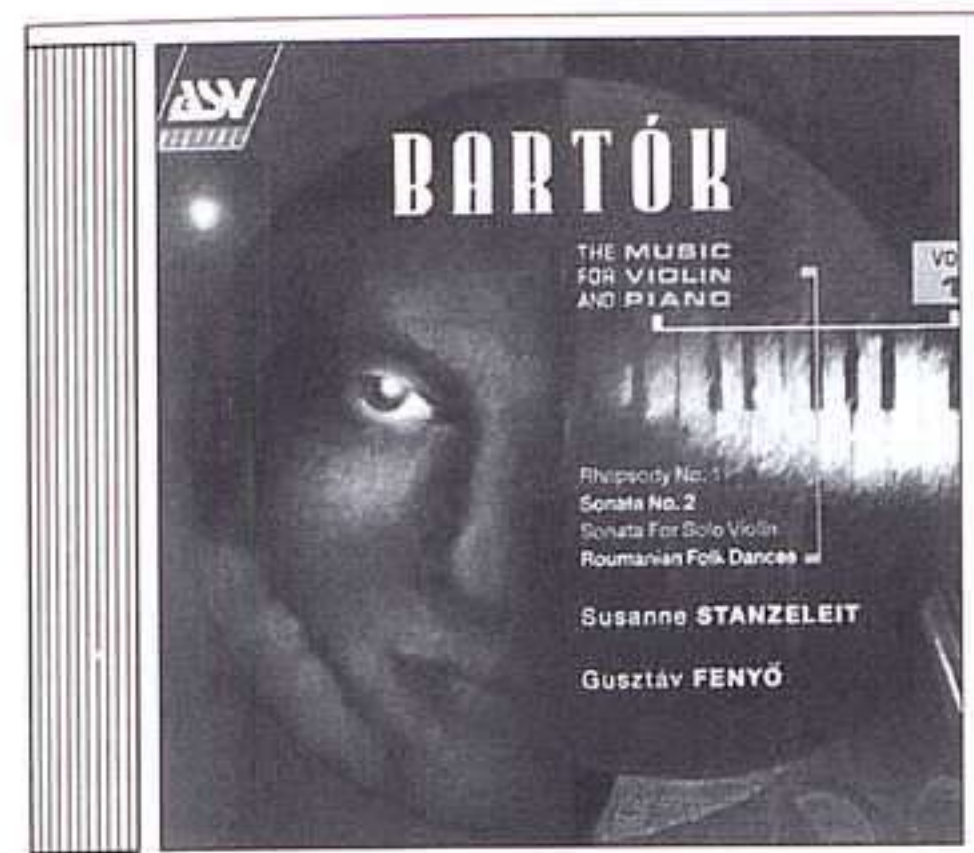 ASV
DIGITAL
BARTÓK
THE MUSIC
FOR VIOLIN
AND PIANO
Rhapsody No. 1
Sonata No. 2
Sonata For Solo Violin
Roumanian Folk Dances
Susanne STANZELEIT
Gusztáv FENYŐ